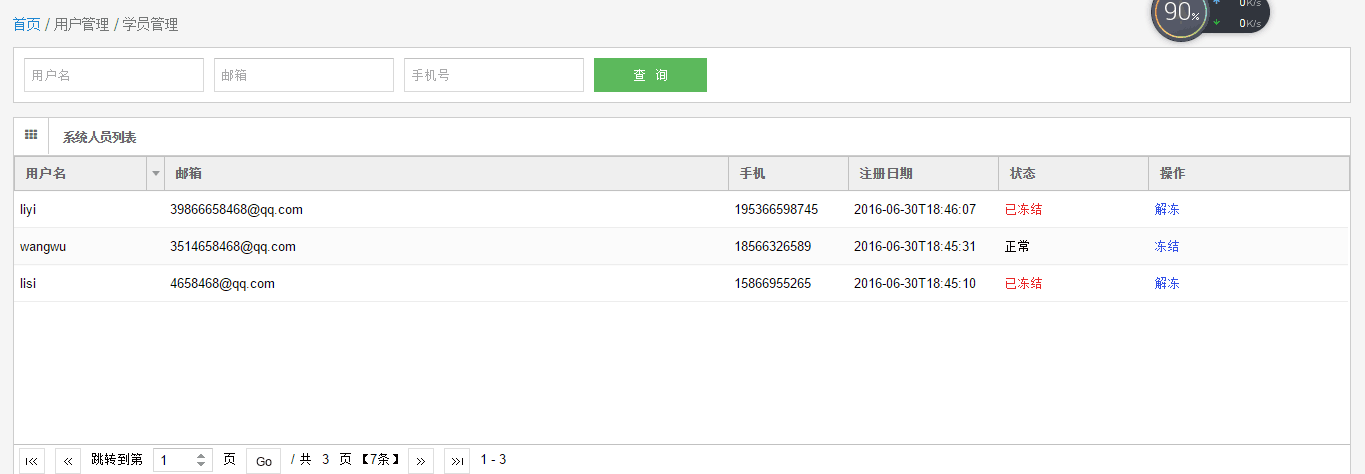 首页 / 用户管理 / 学员管理
90%
0K/s
0K/s
用户名 邮箱 手机号 查 询
系统人员列表
用户名 邮箱 手机 注册日期 状态 操作
liyi 39866658468@qq.com 195366598745 2016-06-30T18:46:07 已冻结 解冻
wangwu 3514658468@qq.com 18566326589 2016-06-30T18:45:31 正常 冻结
lisi 4658468@qq.com 15866955265 2016-06-30T18:45:10 已冻结 解冻
跳转到第 1 页 Go / 共 3 页 【7条】 1 - 3